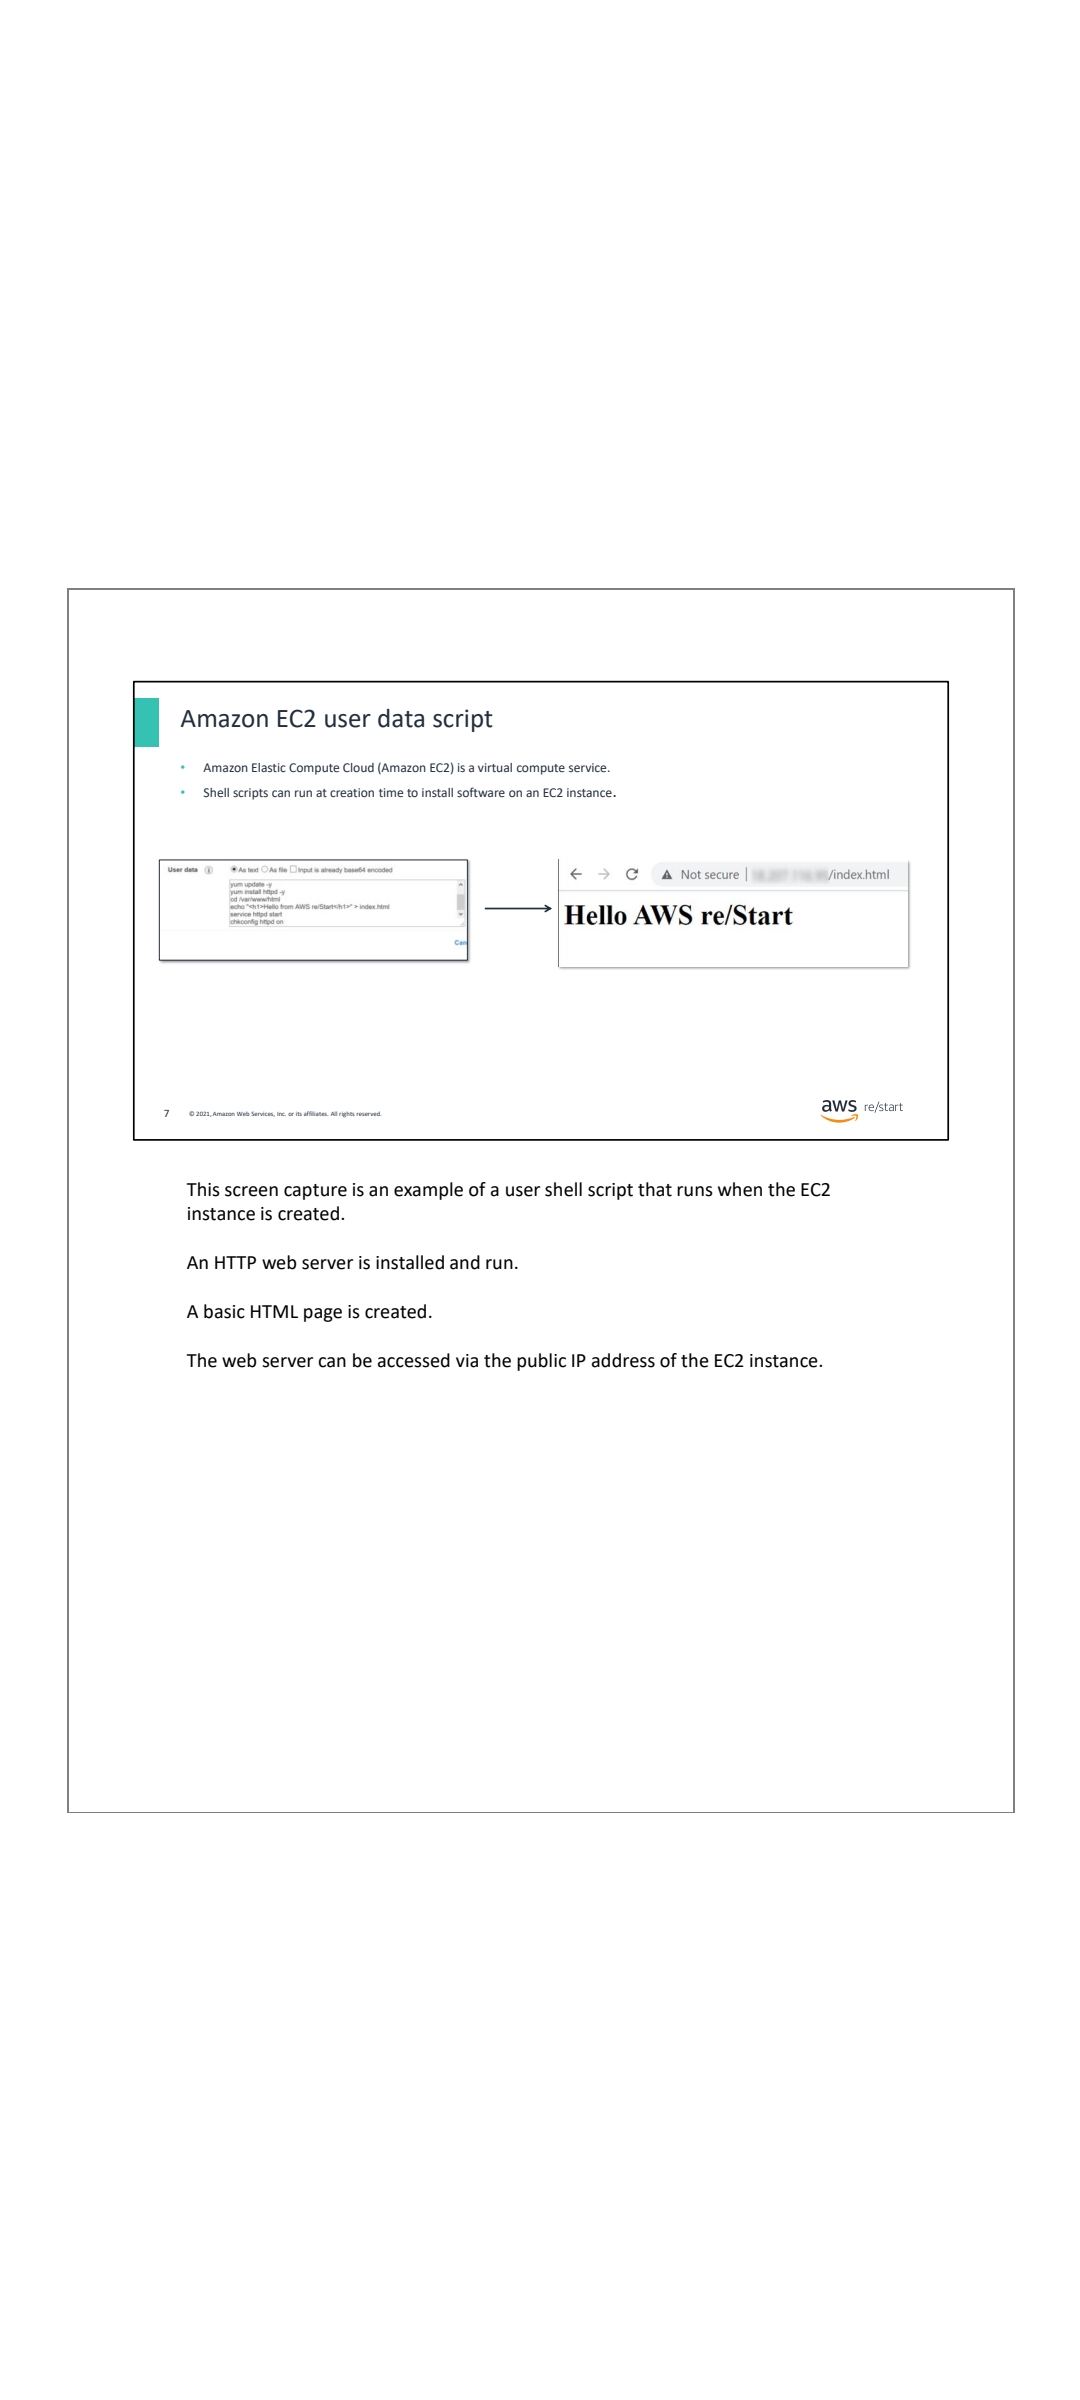 Amazon EC2 user data script
• Amazon Elastic Compute Cloud (Amazon EC2) is a virtual compute service.
• Shell scripts can run at creation time to install software on an EC2 instance.
User data i As text As file Input is already base64 encoded
yum update -y
yum install httpd -y
cd /var/www/html
echo "<h1>Hello from AWS re/Start</h1>" > index.html
service httpd start
chkconfig httpd on
Can
Not secure | /index.html
Hello AWS re/Start
7 © 2021, Amazon Web Services, Inc. or its affiliates. All rights reserved.
aws re/start
This screen capture is an example of a user shell script that runs when the EC2
instance is created.
An HTTP web server is installed and run.
A basic HTML page is created.
The web server can be accessed via the public IP address of the EC2 instance.